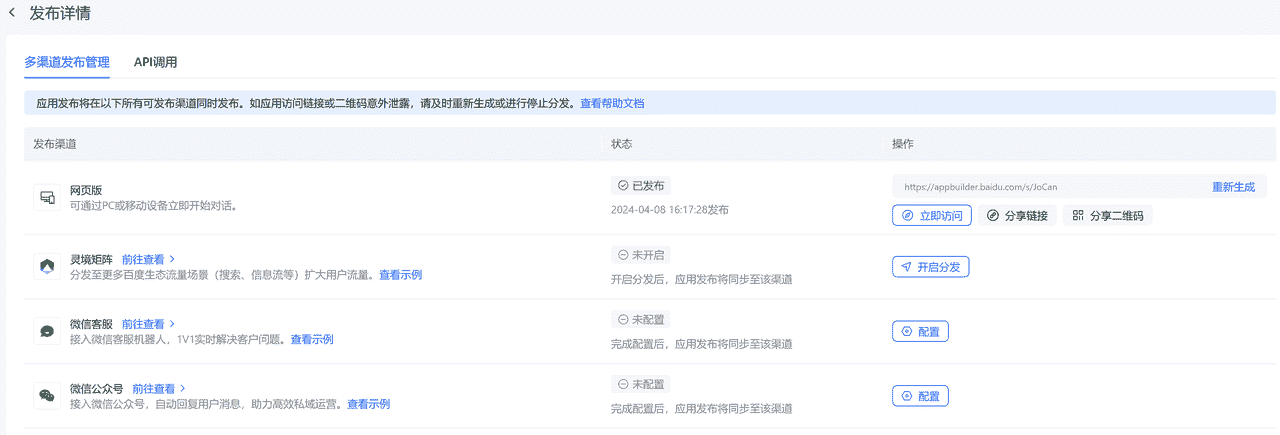 发布详情
多渠道发布管理 API调用
应用发布将在以下所有可发布渠道同时发布。如应用访问链接或二维码意外泄露，请及时重新生成或进行停止分发。查看帮助文档
发布渠道 状态 操作
网页版
可通过PC或移动设备立即开始对话。
已发布
2024-04-08 16:17:28发布
https://appbuilder.baidu.com/s/JoCan 重新生成
立即访问 分享链接 分享二维码
灵境矩阵 前往查看
分发至更多百度生态流量场景（搜索、信息流等）扩大用户流量。查看示例
未开启
开启分发后，应用发布将同步至该渠道
开启分发
微信客服 前往查看
接入微信客服机器人，1V1实时解决客户问题。查看示例
未配置
完成配置后，应用发布将同步至该渠道
配置
微信公众号 前往查看
接入微信公众号，自动回复用户消息，助力高效私域运营。查看示例
未配置
完成配置后，应用发布将同步至该渠道
配置